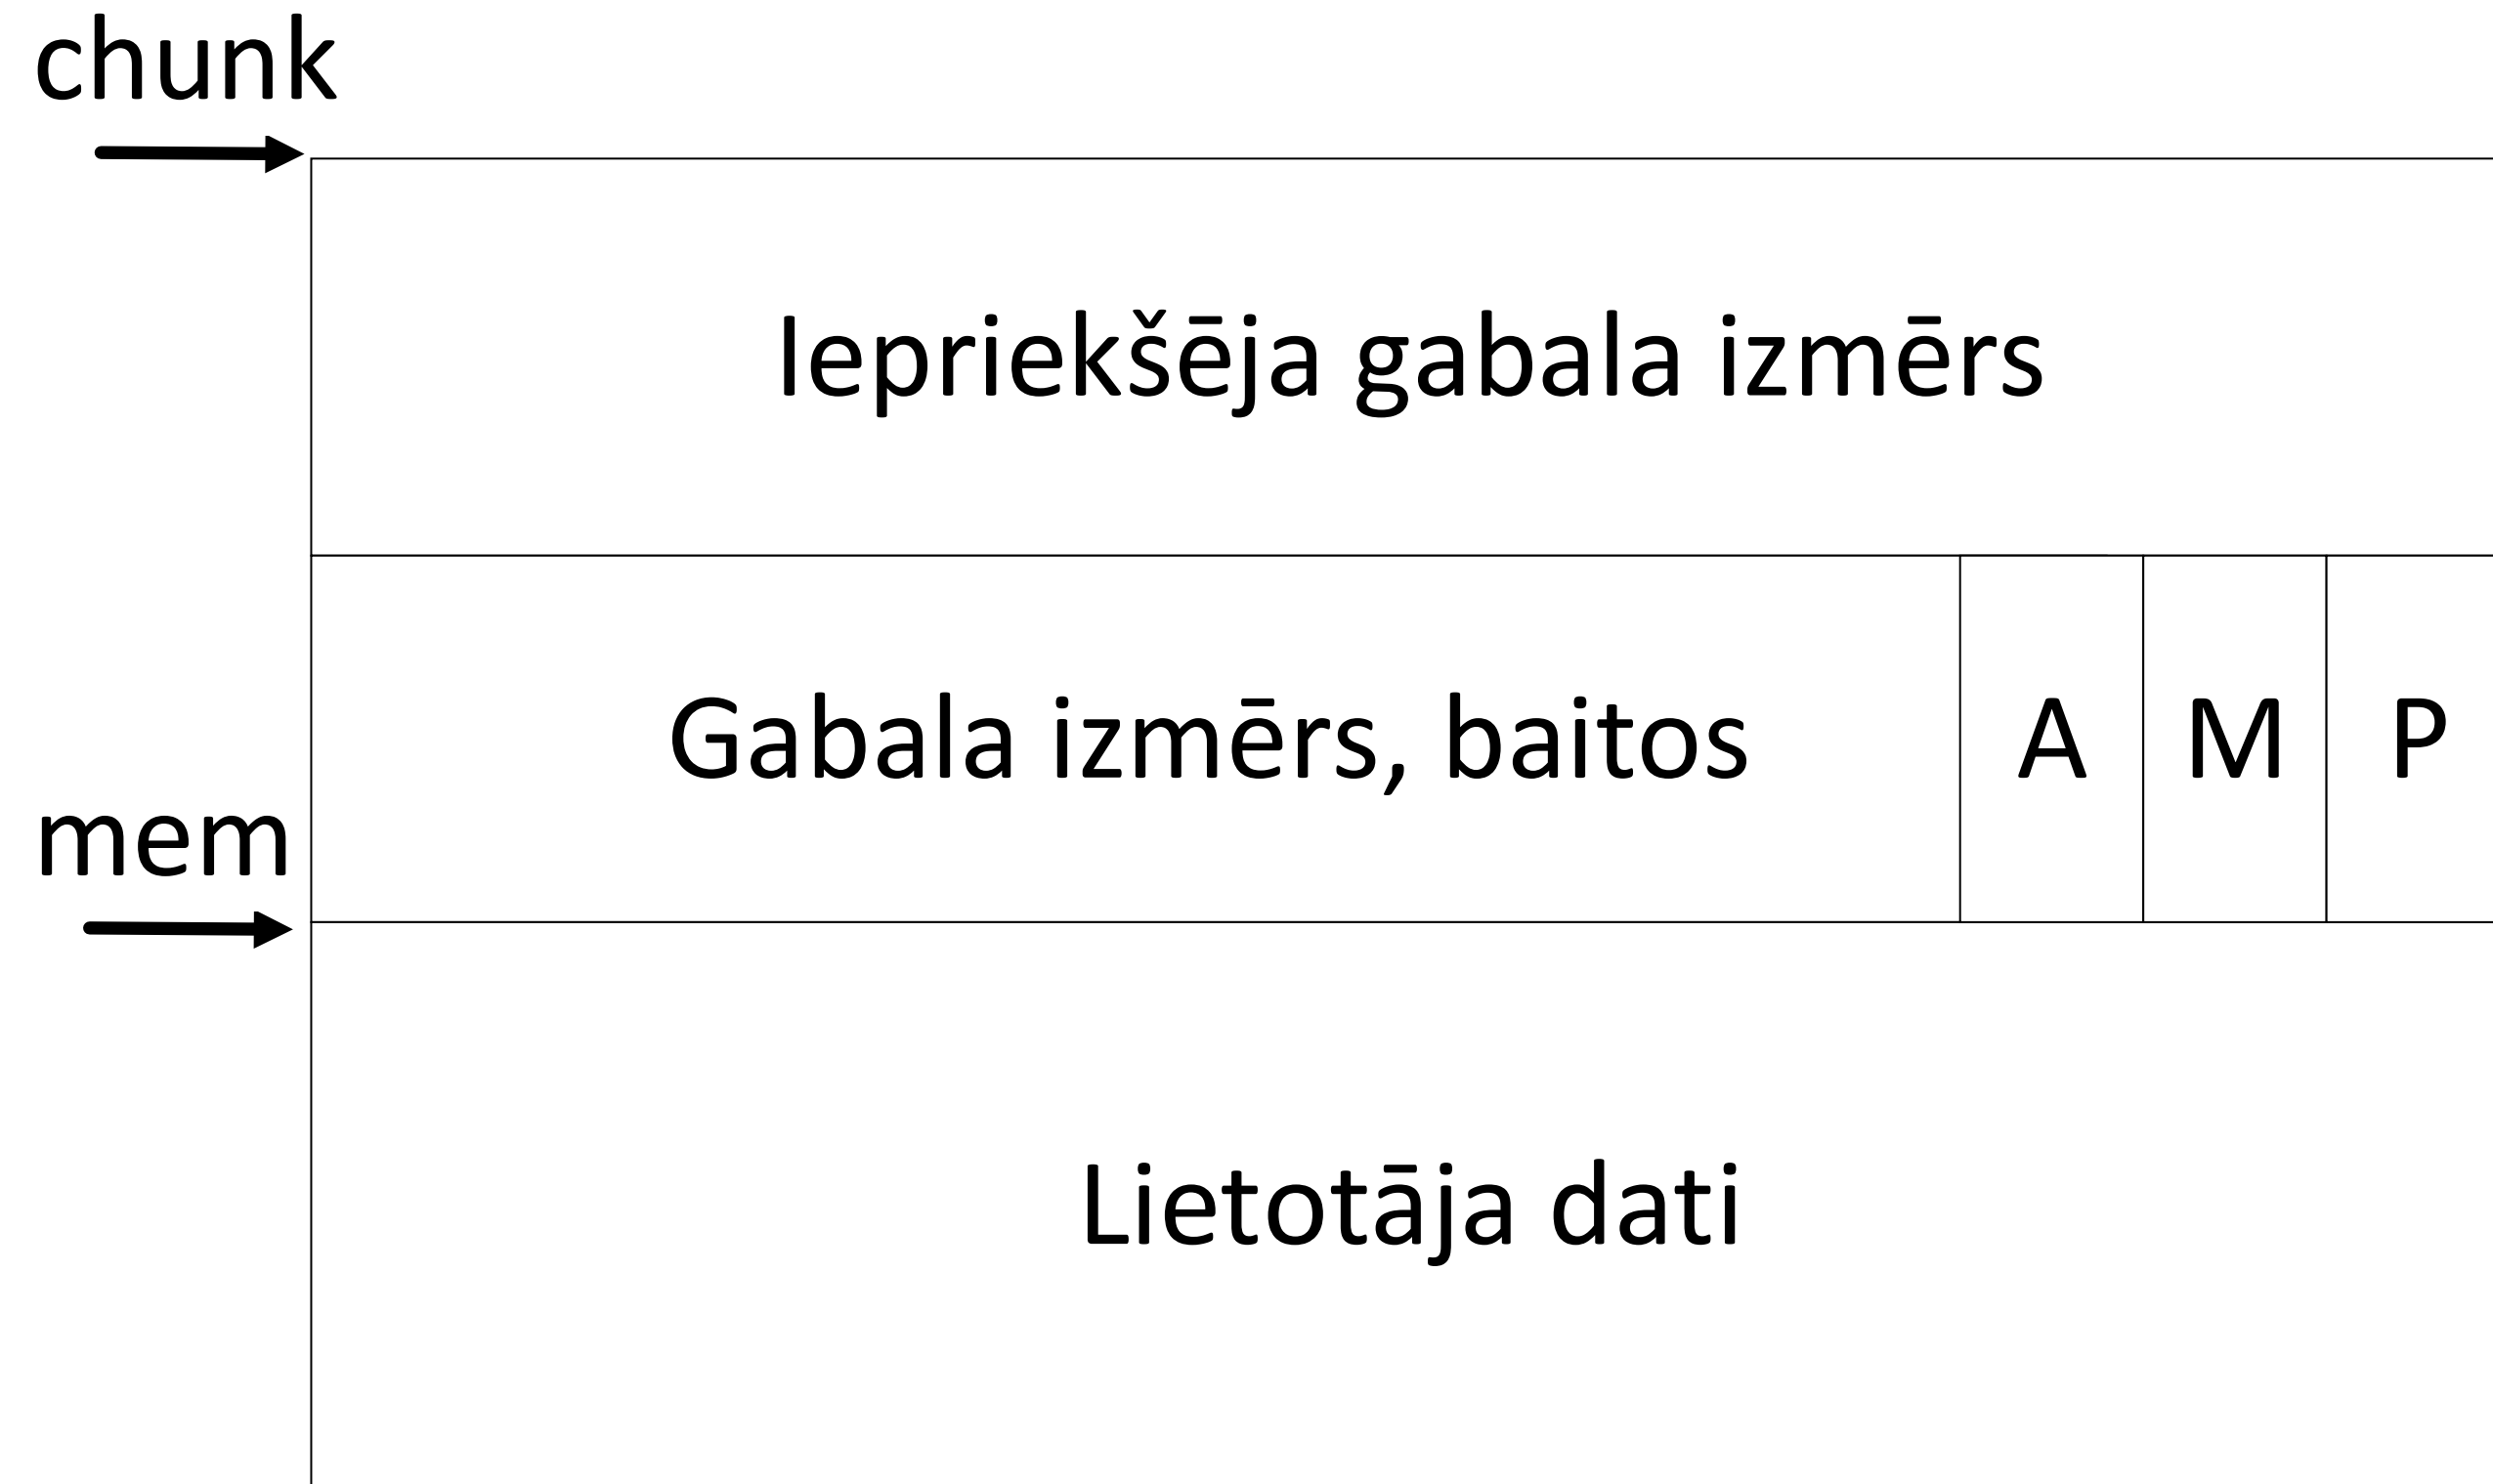 chunk
Iepriekšēja gabala izmērs
Gabala izmērs, baitos A M P
mem
Lietotāja dati